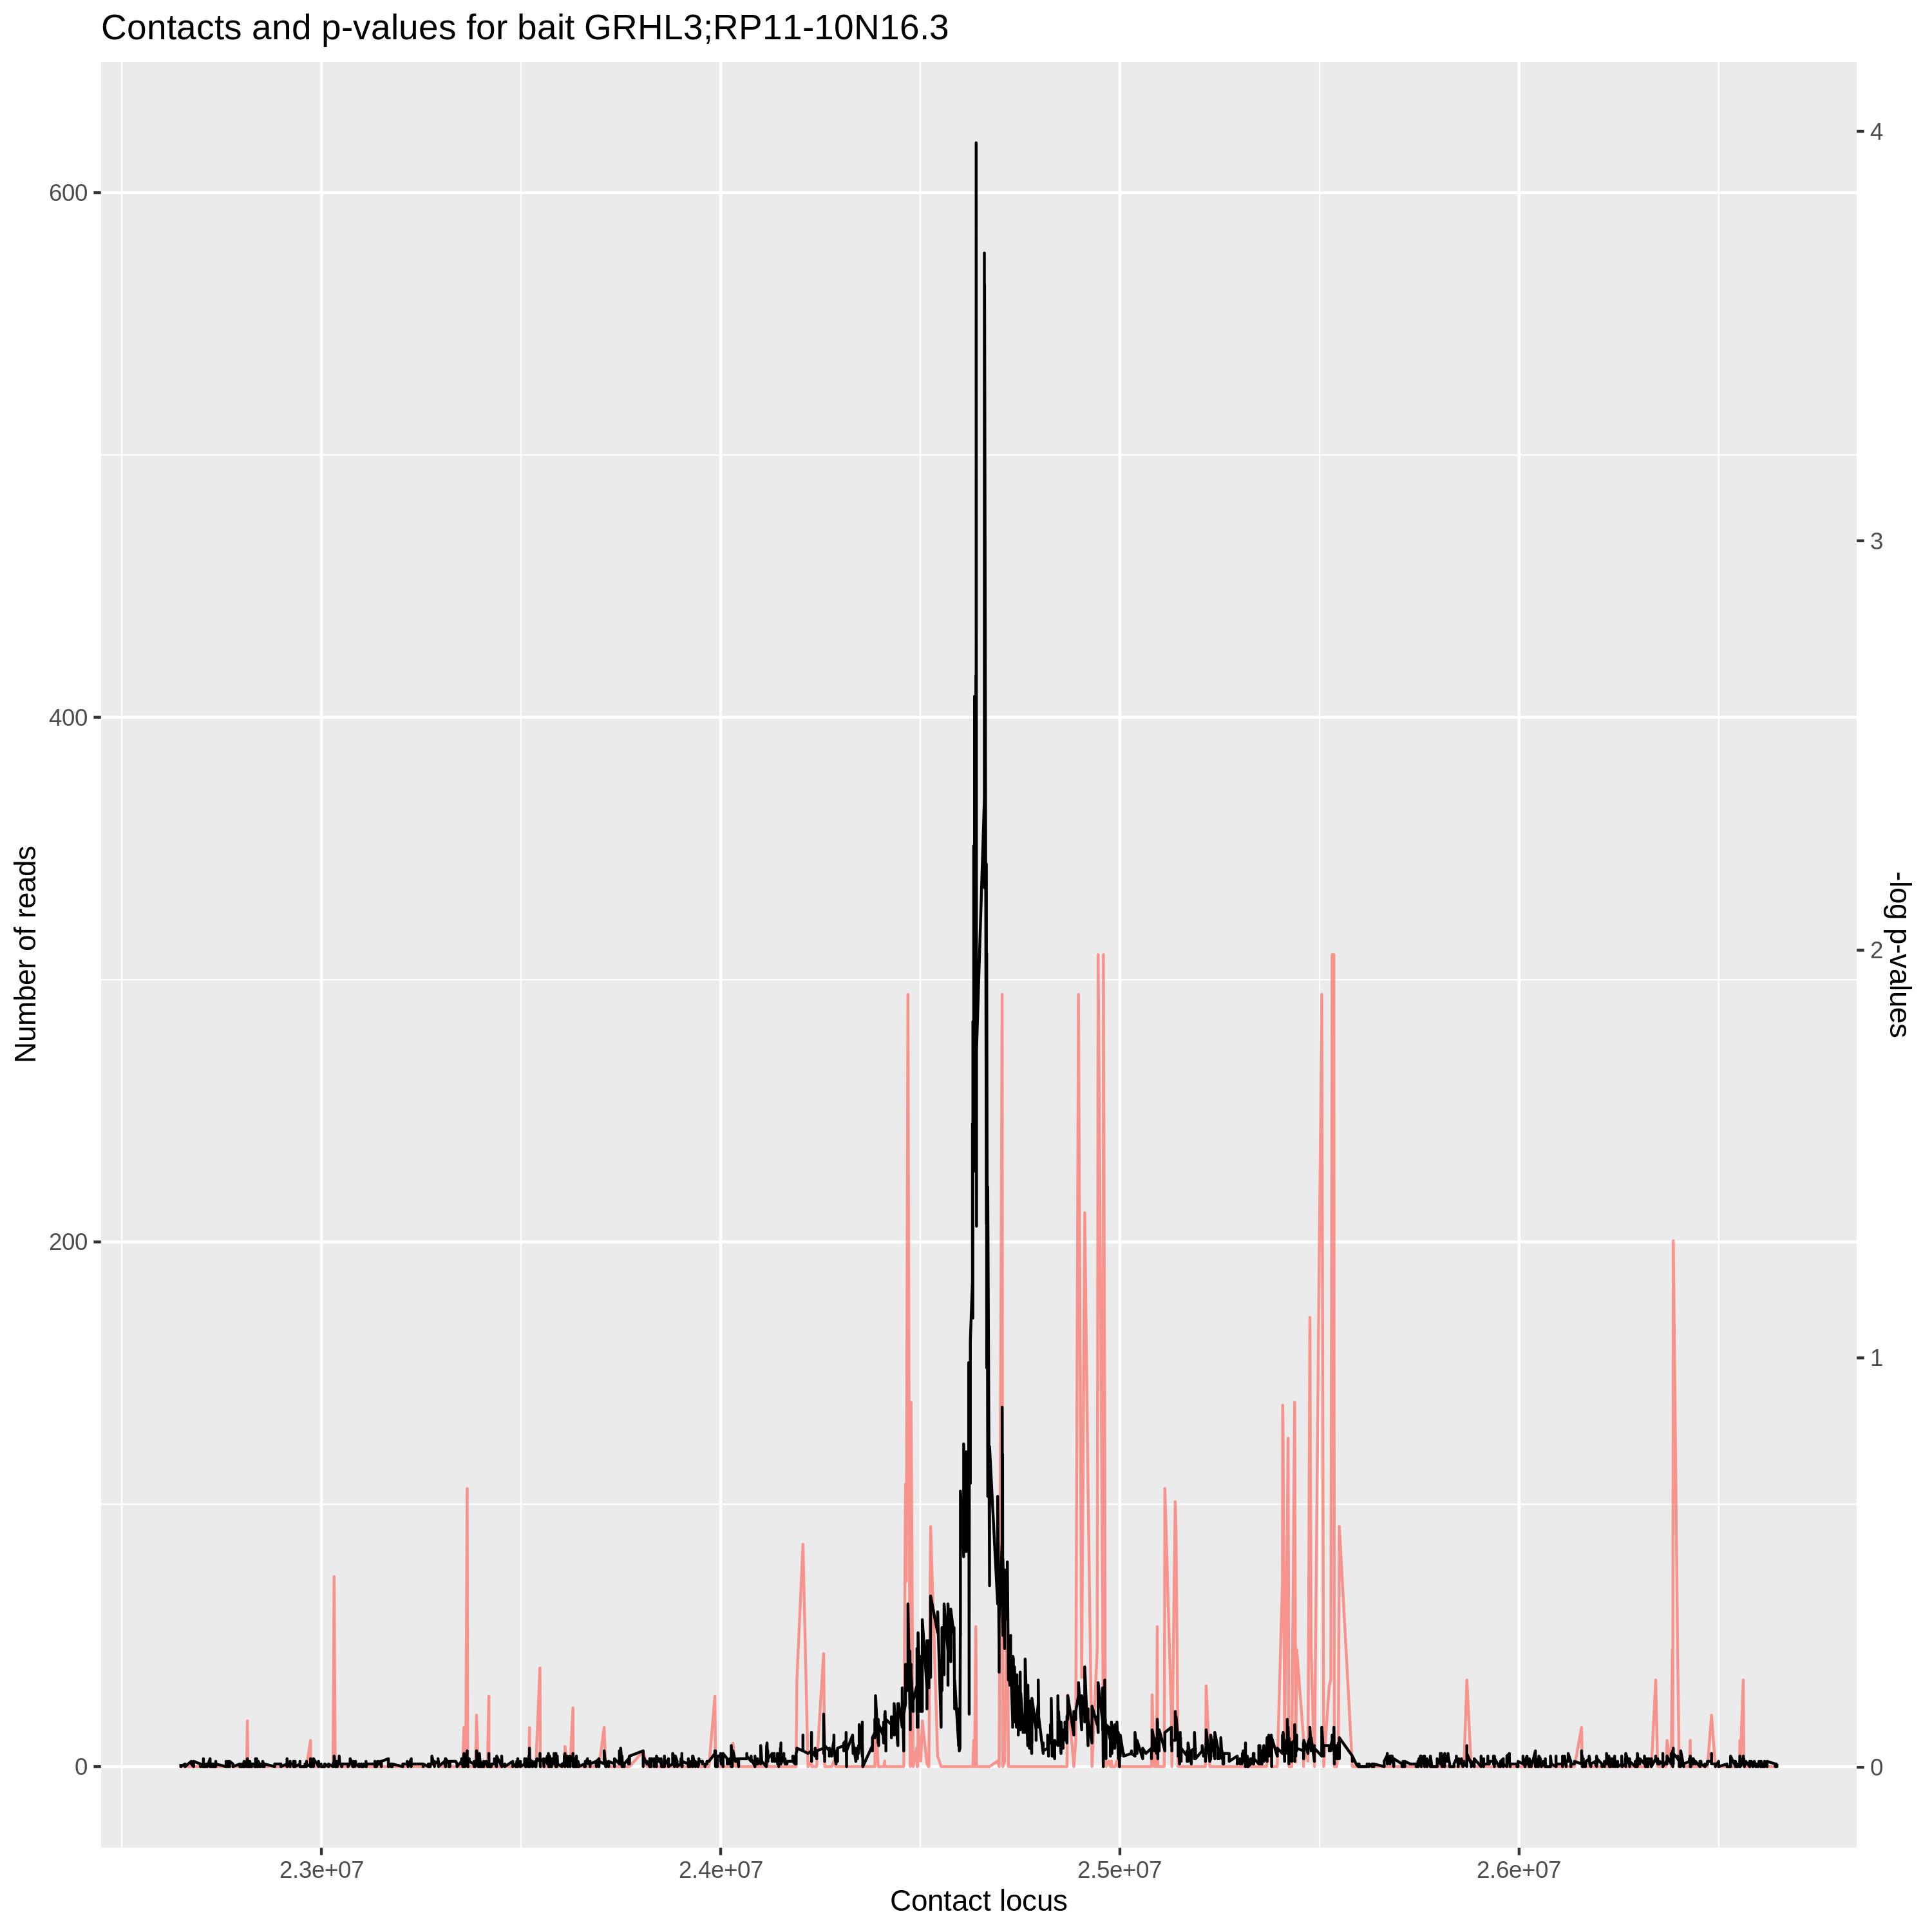 Contacts and p-values for bait GRHL3;RP11-10N16.3
Number of reads
600
400
200
0
4
3
2
1
0
-log p-values
2.3e+07
2.4e+07
2.5e+07
2.6e+07
Contact locus